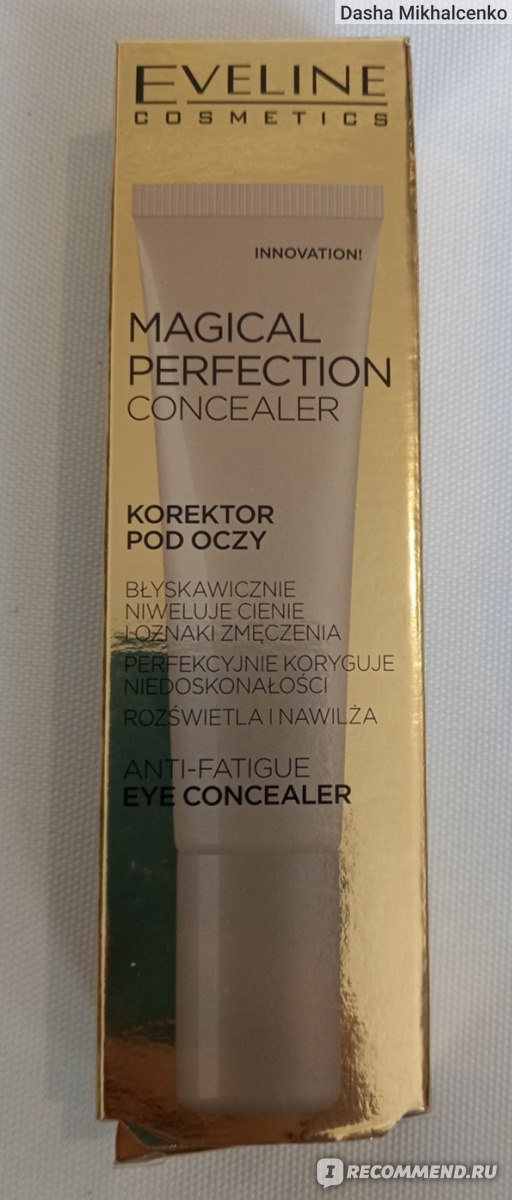 Dasha Mikhalcenko
EVELINE
COSMETICS
INNOVATION!
MAGICAL
PERFECTION
CONCEALER
KOREKTOR
POD OCZY
BŁYSKAWICZNIE
NIWELUJE CIENIE
I OZNAKI ZMĘCZENIA
PERFEKCYJNIE KORYGUJE
NIEDOSKONAŁOŚCI
ROZŚWIETLA I NAWILŻA
ANTI-FATIGUE
EYE CONCEALER
IRECOMMEND.RU